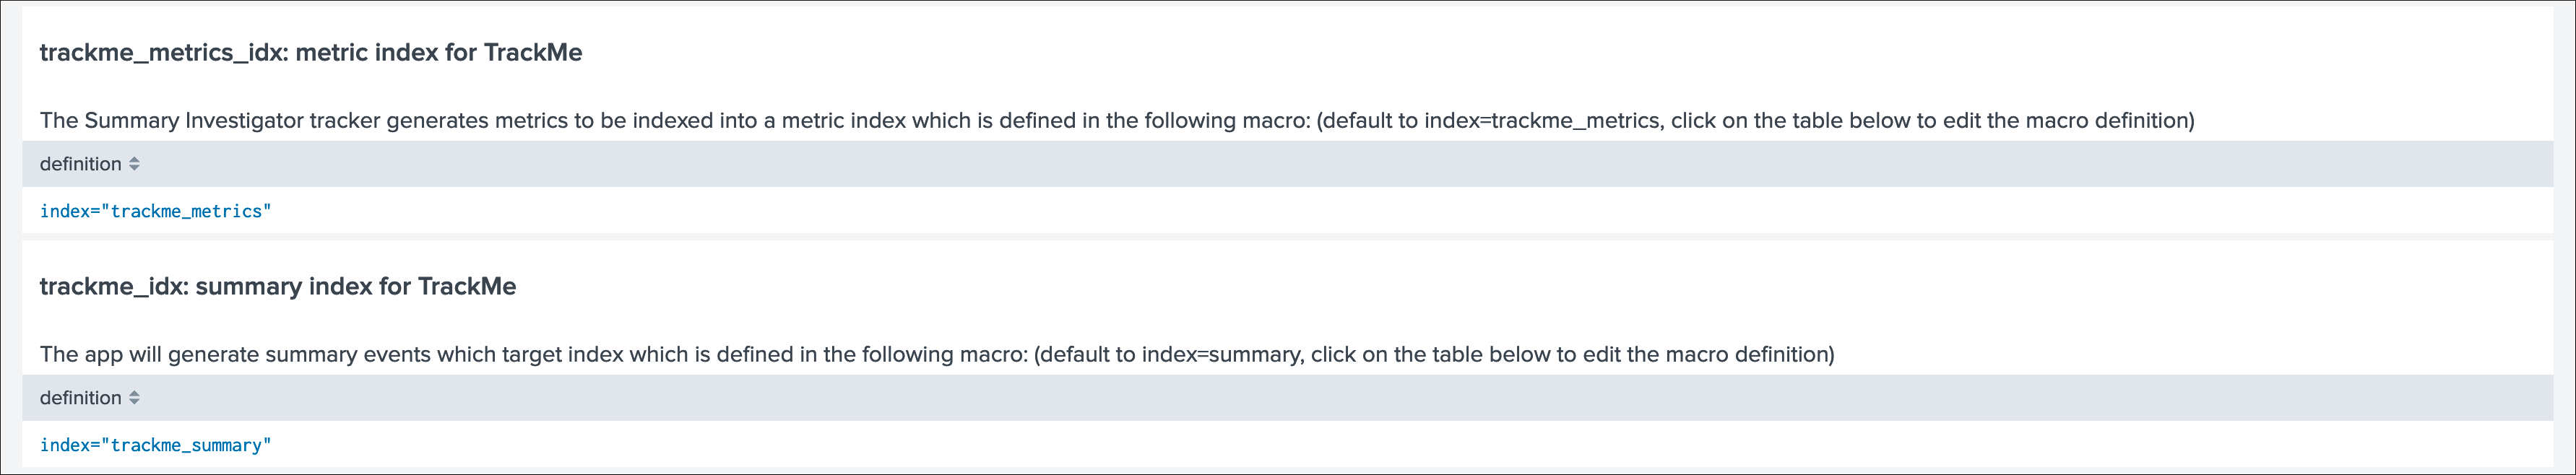 trackme_metrics_idx: metric index for TrackMe
The Summary Investigator tracker generates metrics to be indexed into a metric index which is defined in the following macro: (default to index=trackme_metrics, click on the table below to edit the macro definition)
definition
index="trackme_metrics"
trackme_idx: summary index for TrackMe
The app will generate summary events which target index which is defined in the following macro: (default to index=summary, click on the table below to edit the macro definition)
definition
index="trackme_summary"